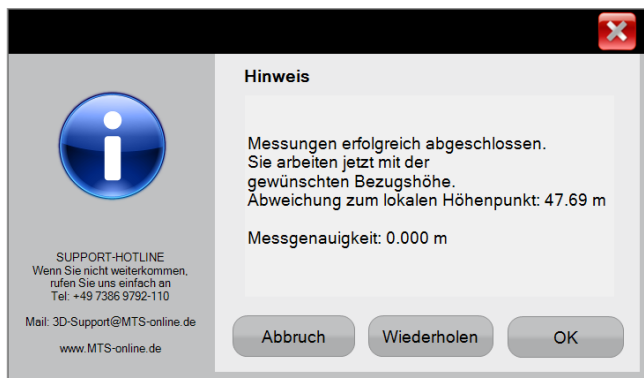 Hinweis
Messungen erfolgreich abgeschlossen.
Sie arbeiten jetzt mit der
gewünschten Bezugshöhe.
Abweichung zum lokalen Höhenpunkt: 47.69 m
Messgenauigkeit: 0.000 m
SUPPORT-HOTLINE
Wenn Sie nicht weiterkommen,
rufen Sie uns einfach an
Tel: +49 7386 9792-110
Mail: 3D-Support@MTS-online.de
www.MTS-online.de
Abbruch
Wiederholen
OK